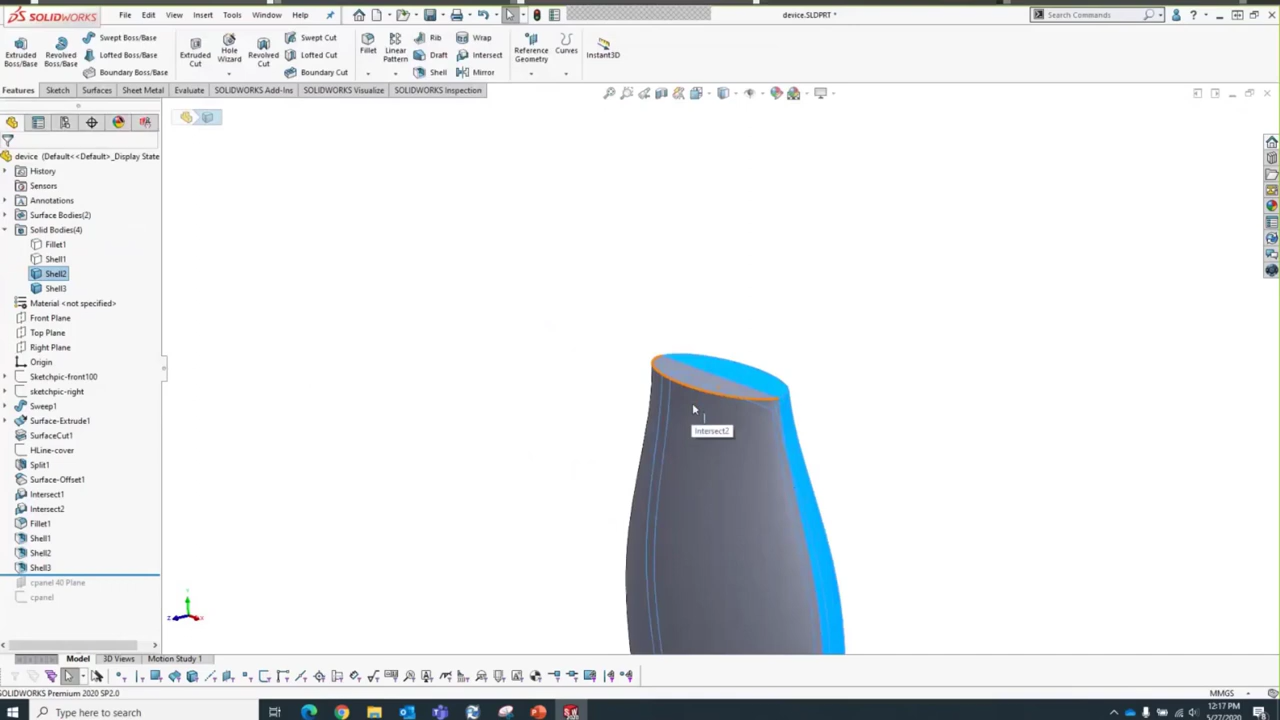 SOLIDWORKS File Edit View Insert Tools Window Help device.SLDPRT * Search Commands
Extruded Boss/Base
Revolved Boss/Base
Swept Boss/Base
Lofted Boss/Base
Boundary Boss/Base
Extruded Cut
Hole Wizard
Revolved Cut
Swept Cut
Lofted Cut
Boundary Cut
Fillet
Linear Pattern
Rib
Draft
Shell
Wrap
Intersect
Mirror
Reference Geometry
Curves
Instant3D
Features Sketch Surfaces Sheet Metal Evaluate SOLIDWORKS Add-Ins SOLIDWORKS Visualize SOLIDWORKS Inspection
device (Default<<Default>_Display State
History
Sensors
Annotations
Surface Bodies(2)
Solid Bodies(4)
Fillet1
Shell1
Shell2
Shell3
Material <not specified>
Front Plane
Top Plane
Right Plane
Origin
Sketchpic-front100
sketchpic-right
Sweep1
Surface-Extrude1
SurfaceCut1
HLine-cover
Split1
Surface-Offset1
Intersect1
Intersect2
Fillet1
Shell1
Shell2
Shell3
cpanel 40 Plane
cpanel
Intersect2
Y
Z X
Model 3D Views Motion Study 1
SOLIDWORKS Premium 2020 SP2.0 MMGS
Type here to search
12:17 PM
5/27/2020